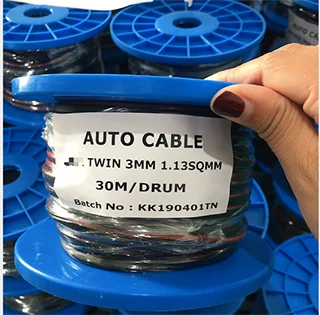 AUTO CABLE
TWIN 3MM 1.13SQMM
30M/DRUM
Batch No : KK190401TN